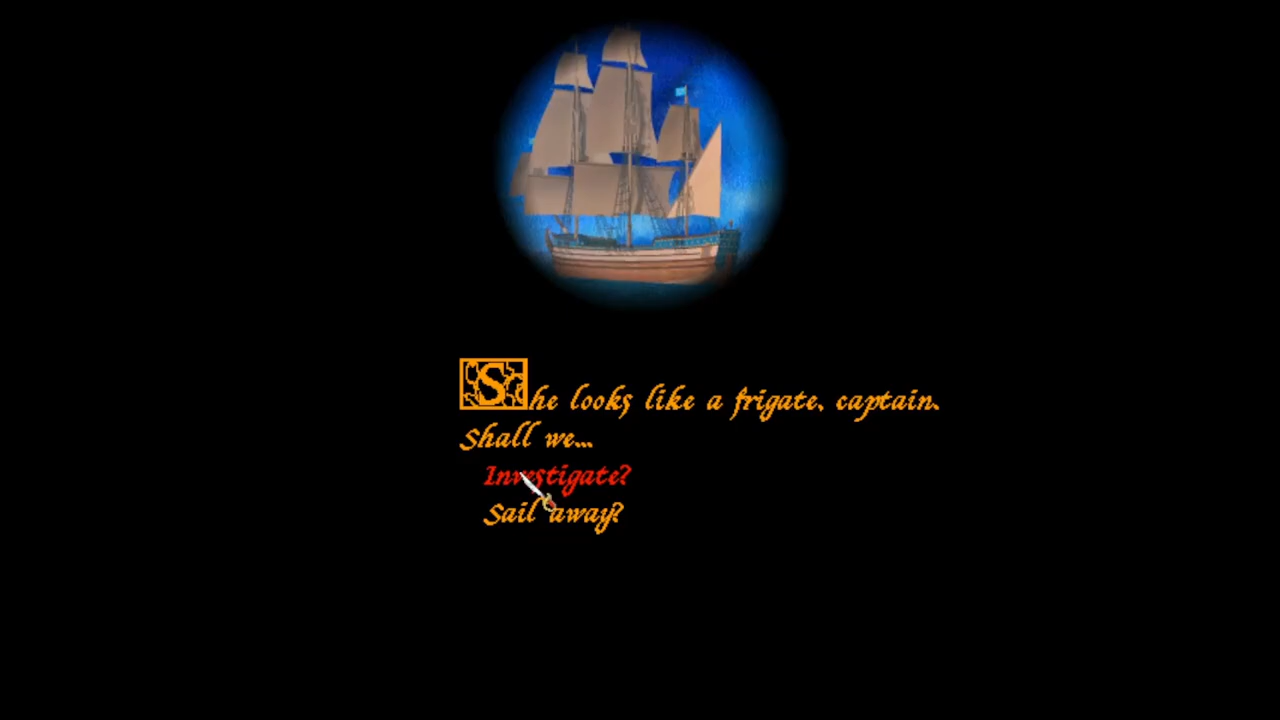 She looks like a frigate, captain.
Shall we...
Investigate?
Sail away?